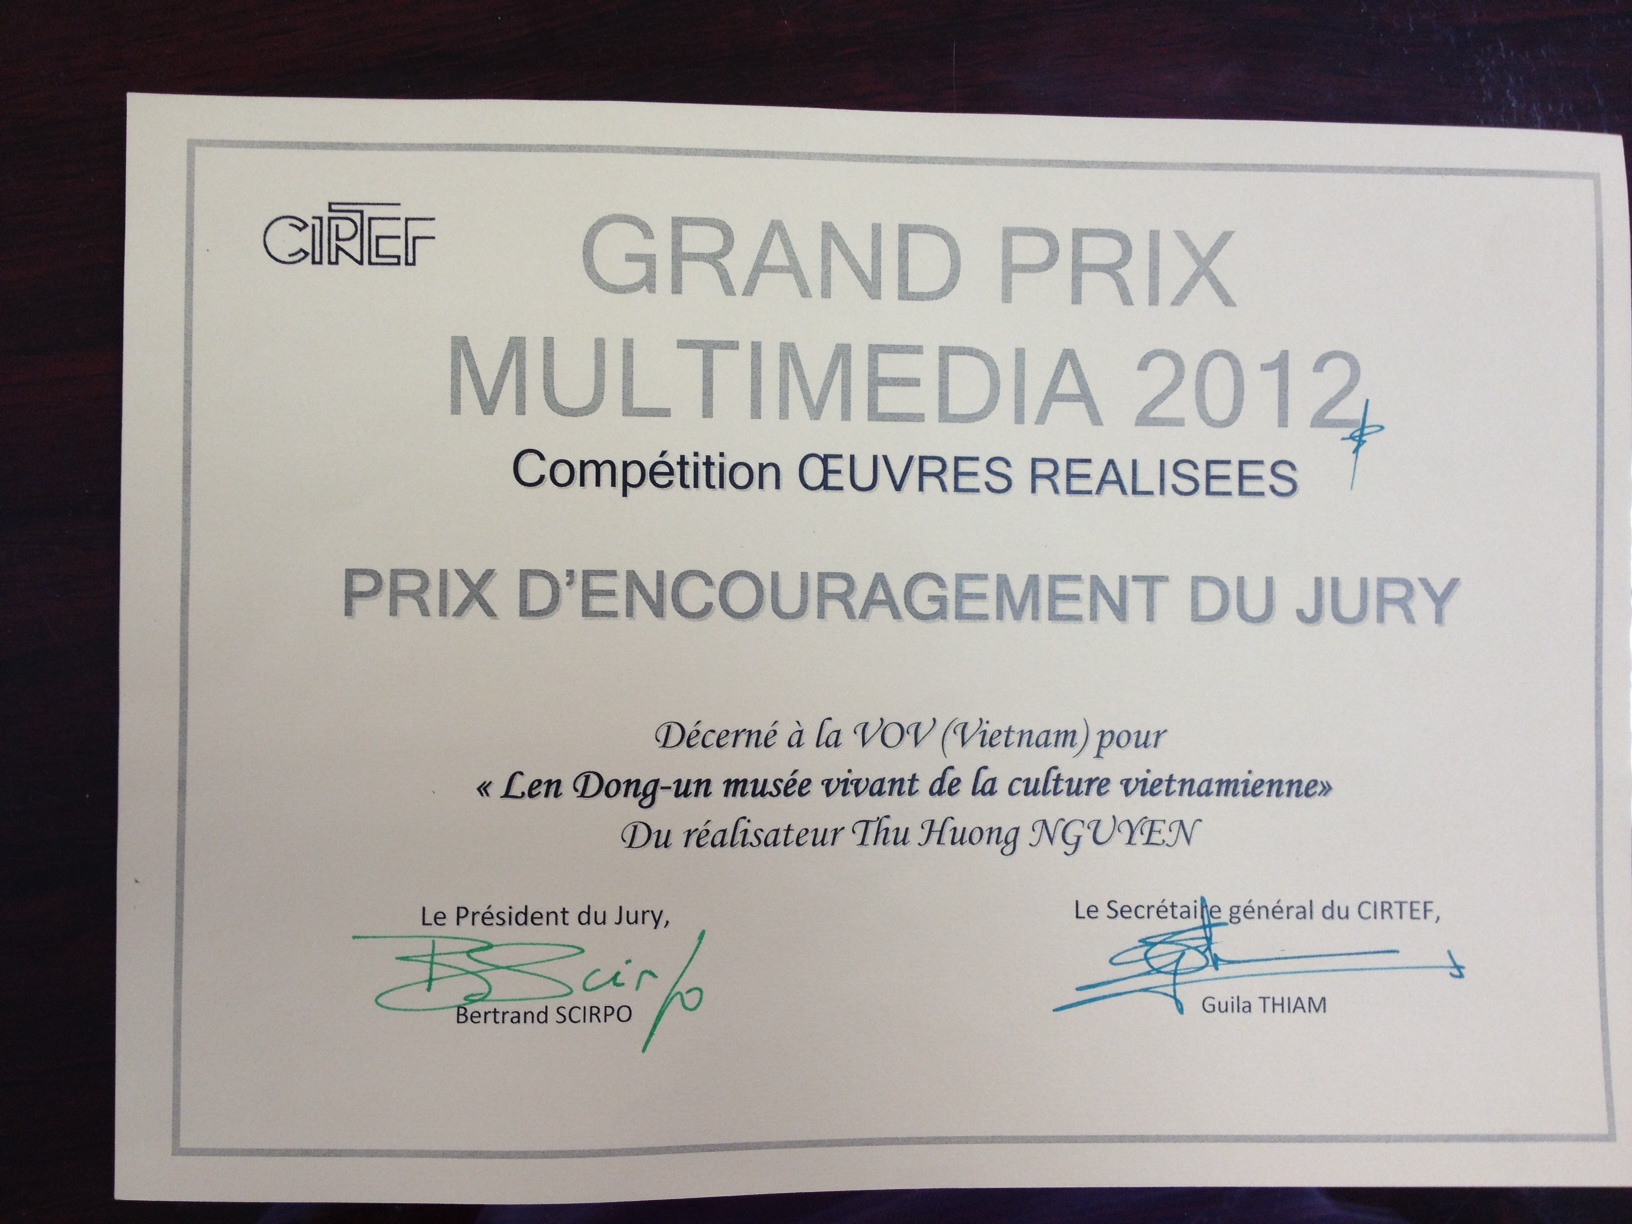 CIRTEF
GRAND PRIX
MULTIMEDIA 2012
Compétition ŒUVRES REALISEES
PRIX D'ENCOURAGEMENT DU JURY
Décerné à la VOV (Vietnam) pour
« Len Dong-un musée vivant de la culture vietnamienne»
Du réalisateur Thu Huong NGUYEN
Le Président du Jury,
BScirpo
Bertrand SCIRPO
Le Secrétaire général du CIRTEF,
Guila THIAM